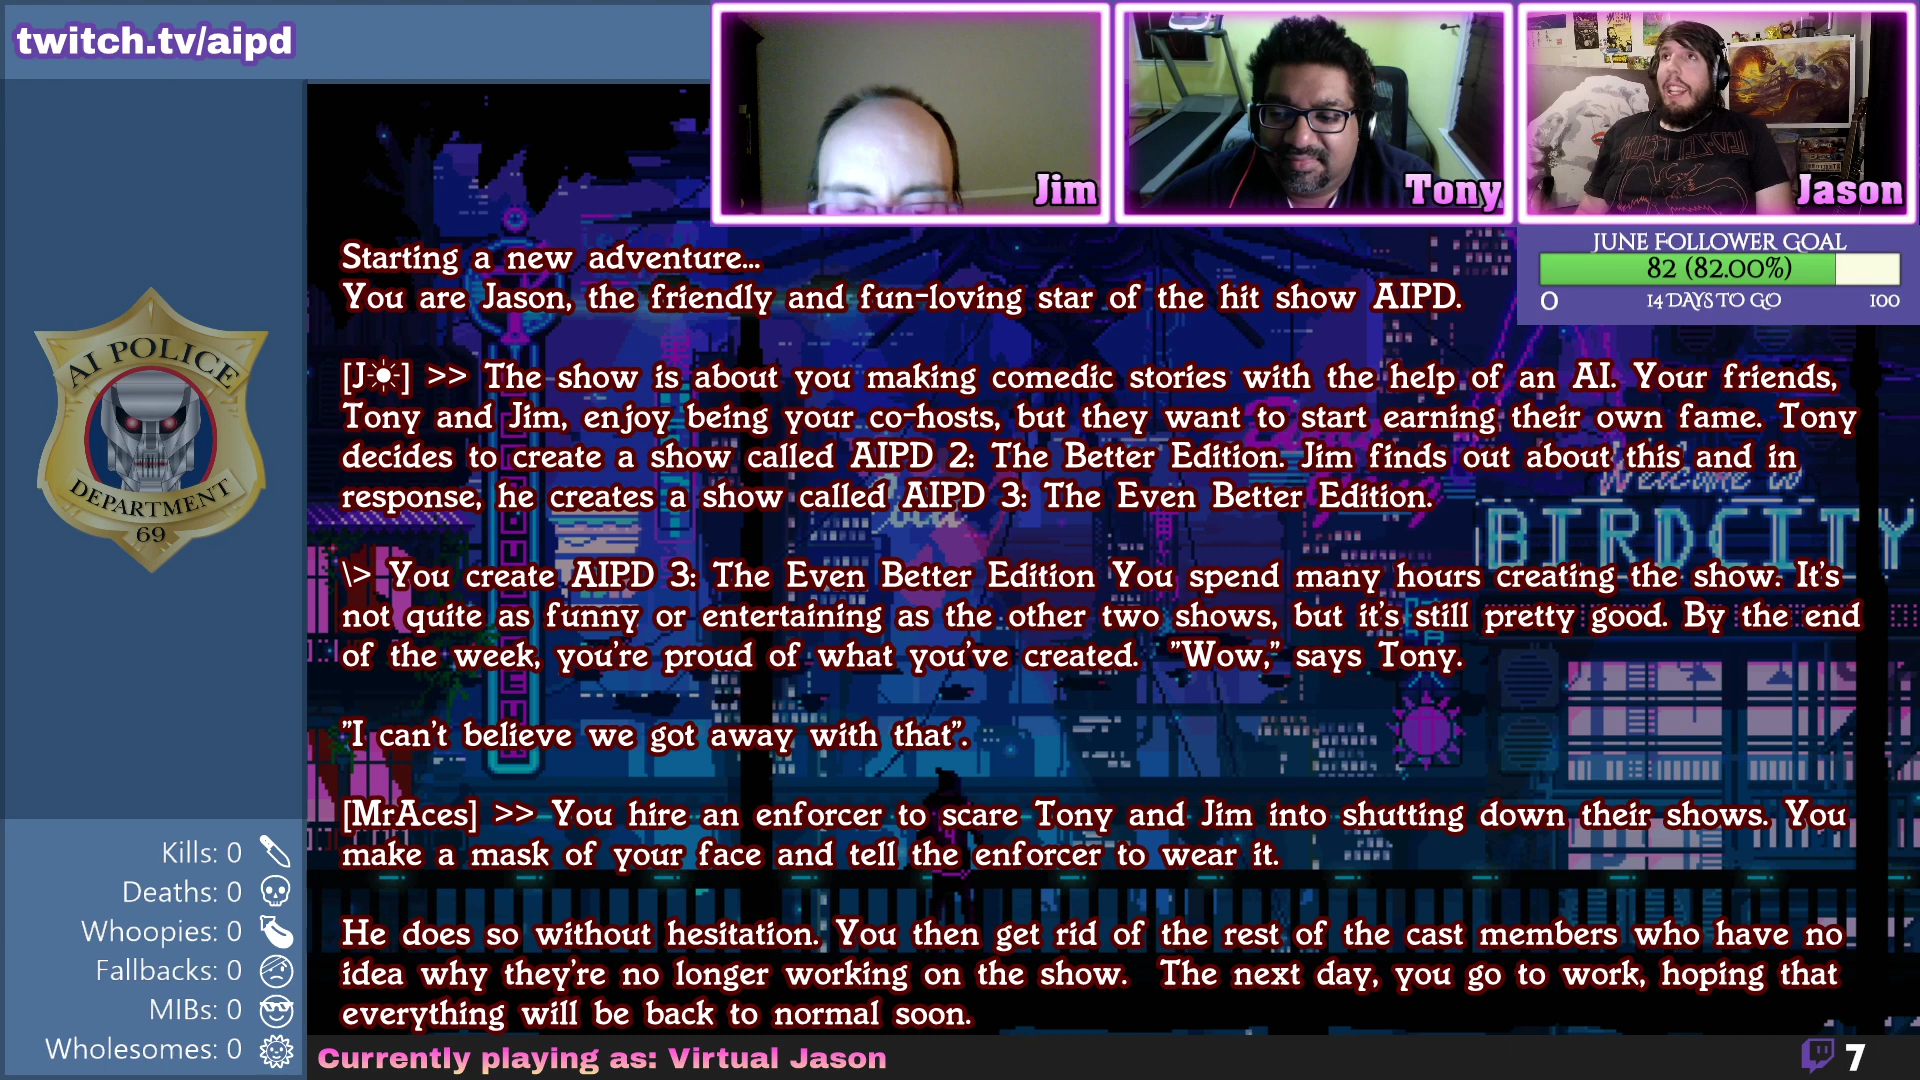 twitch.tv/aipd
Jim
Tony
Jason
JUNE FOLLOWER GOAL
82 (82.00%)
0 14 DAYS TO GO 100
Starting a new adventure...
You are Jason, the friendly and fun-loving star of the hit show AIPD.
[J☀] >> The show is about you making comedic stories with the help of an AI. Your friends,
Tony and Jim, enjoy being your co-hosts, but they want to start earning their own fame. Tony
decides to create a show called AIPD 2: The Better Edition. Jim finds out about this and in
response, he creates a show called AIPD 3: The Even Better Edition.
\> You create AIPD 3: The Even Better Edition You spend many hours creating the show. It's
not quite as funny or entertaining as the other two shows, but it's still pretty good. By the end
of the week, you're proud of what you've created. "Wow," says Tony.
"I can't believe we got away with that".
[MrAces] >> You hire an enforcer to scare Tony and Jim into shutting down their shows. You
make a mask of your face and tell the enforcer to wear it.
He does so without hesitation. You then get rid of the rest of the cast members who have no
idea why they're no longer working on the show. The next day, you go to work, hoping that
everything will be back to normal soon.
Welcome to
BIRDCITY
AI POLICE
DEPARTMENT
69
Kills: 0
Deaths: 0
Whoopies: 0
Fallbacks: 0
MIBs: 0
Wholesomes: 0
Currently playing as: Virtual Jason
7